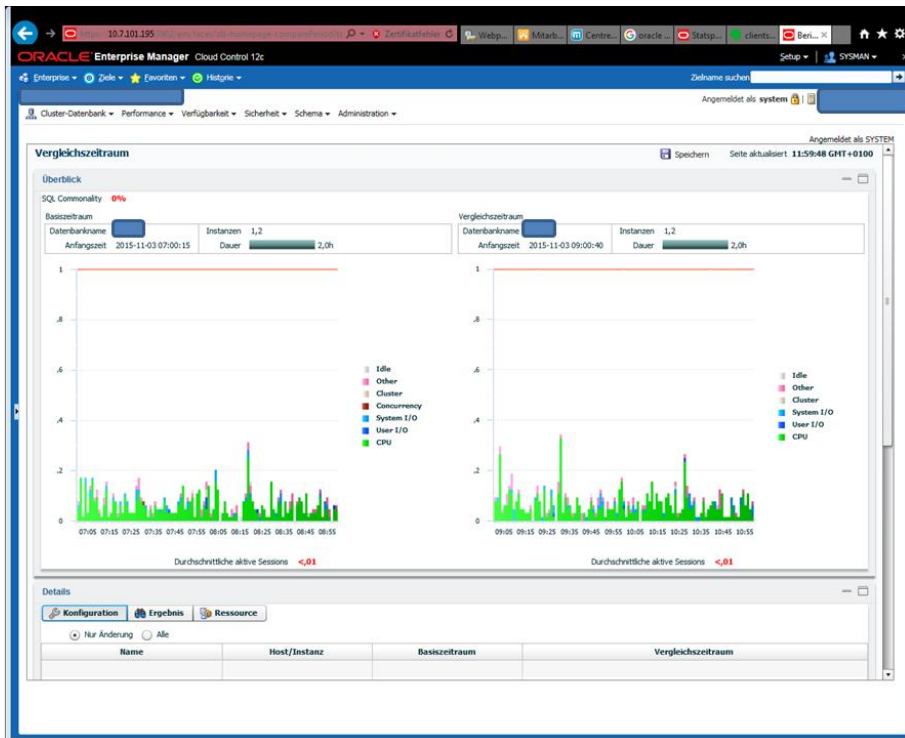 10.7.101.195
Zertifikatfehler
Webp...
Mitarb...
Centre...
oracle ...
Statsp...
clients...
Beri...
ORACLE Enterprise Manager Cloud Control 12c
Setup
SYSMAN
Enterprise
Ziele
Favoriten
Historie
Zielname suchen
Angemeldet als system
Cluster-Datenbank Performance Verfügbarkeit Sicherheit Schema Administration
Angemeldet als SYSTEM
Vergleichszeitraum
Speichern
Seite aktualisiert 11:59:48 GMT+0100
Überblick
SQL Commonality 0%
Basiszeitraum
Datenbankname
Instanzen 1,2
Anfangszeit 2015-11-03 07:00:15
Dauer 2,0h
1
,8
,6
,4
,2
0
07:05 07:15 07:25 07:35 07:45 07:55 08:05 08:15 08:25 08:35 08:45 08:55
Idle
Other
Cluster
Concurrency
System I/O
User I/O
CPU
Durchschnittliche aktive Sessions <,01
Vergleichszeitraum
Datenbankname
Instanzen 1,2
Anfangszeit 2015-11-03 09:00:40
Dauer 2,0h
1
,8
,6
,4
,2
0
09:05 09:15 09:25 09:35 09:45 09:55 10:05 10:15 10:25 10:35 10:45 10:55
Idle
Other
Cluster
System I/O
User I/O
CPU
Durchschnittliche aktive Sessions <,01
Details
Konfiguration Ergebnis Ressource
Nur Änderung Alle
Name Host/Instanz Basiszeitraum Vergleichszeitraum